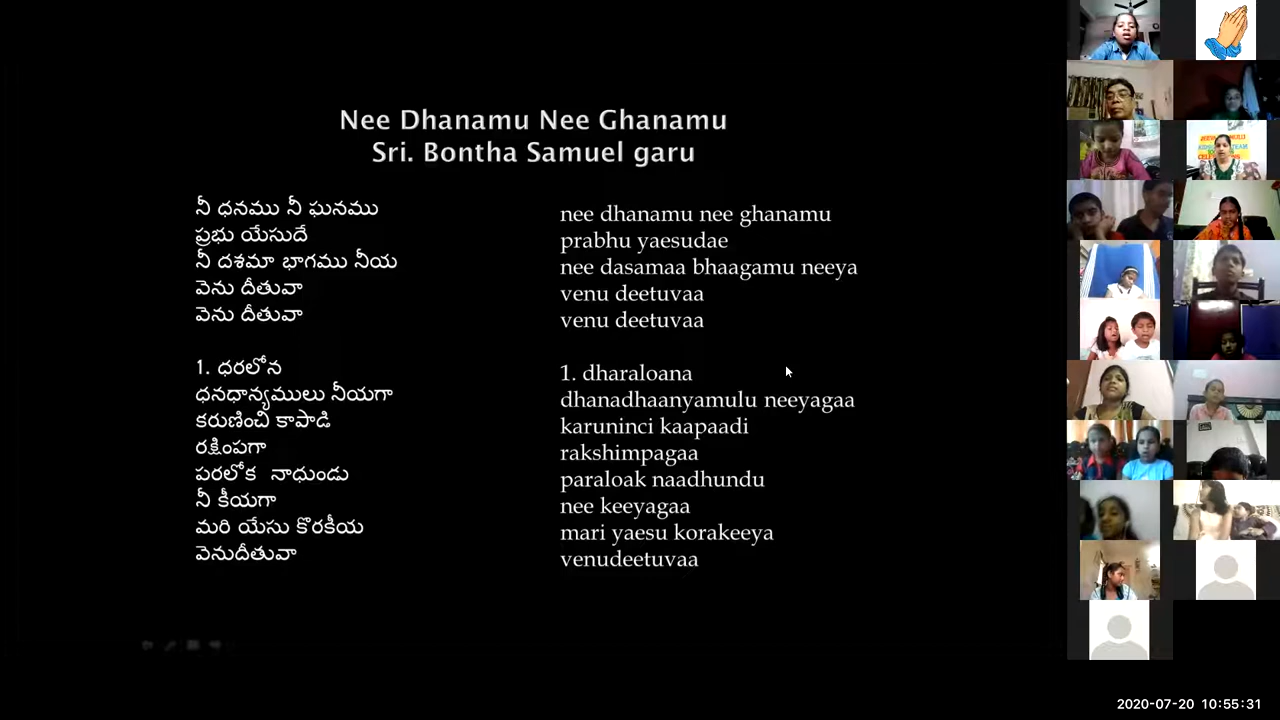 Nee Dhanamu Nee Ghanamu
Sri. Bontha Samuel garu
నీ ధనము నీ ఘనము
ప్రభు యేసుదే
నీ దశమా భాగము నీయ
వెను దీతువా
వెను దీతువా
1. ధరలోన
ధనధాన్యములు నీయగా
కరుణించి కాపాడి
రక్షింపగా
పరలోక నాధుండు
నీ కీయగా
మరి యేసు కొరకీయ
వెనుదీతువా
nee dhanamu nee ghanamu
prabhu yaesudae
nee dasamaa bhaagamu neeya
venu deetuvaa
venu deetuvaa
1. dharaloana
dhanadhaanyamulu neeyagaa
karuninci kaapaadi
rakshimpagaa
paraloak naadhundu
nee keeyagaa
mari yaesu korakeeya
venudeetuvaa
2020-07-20 10:55:31